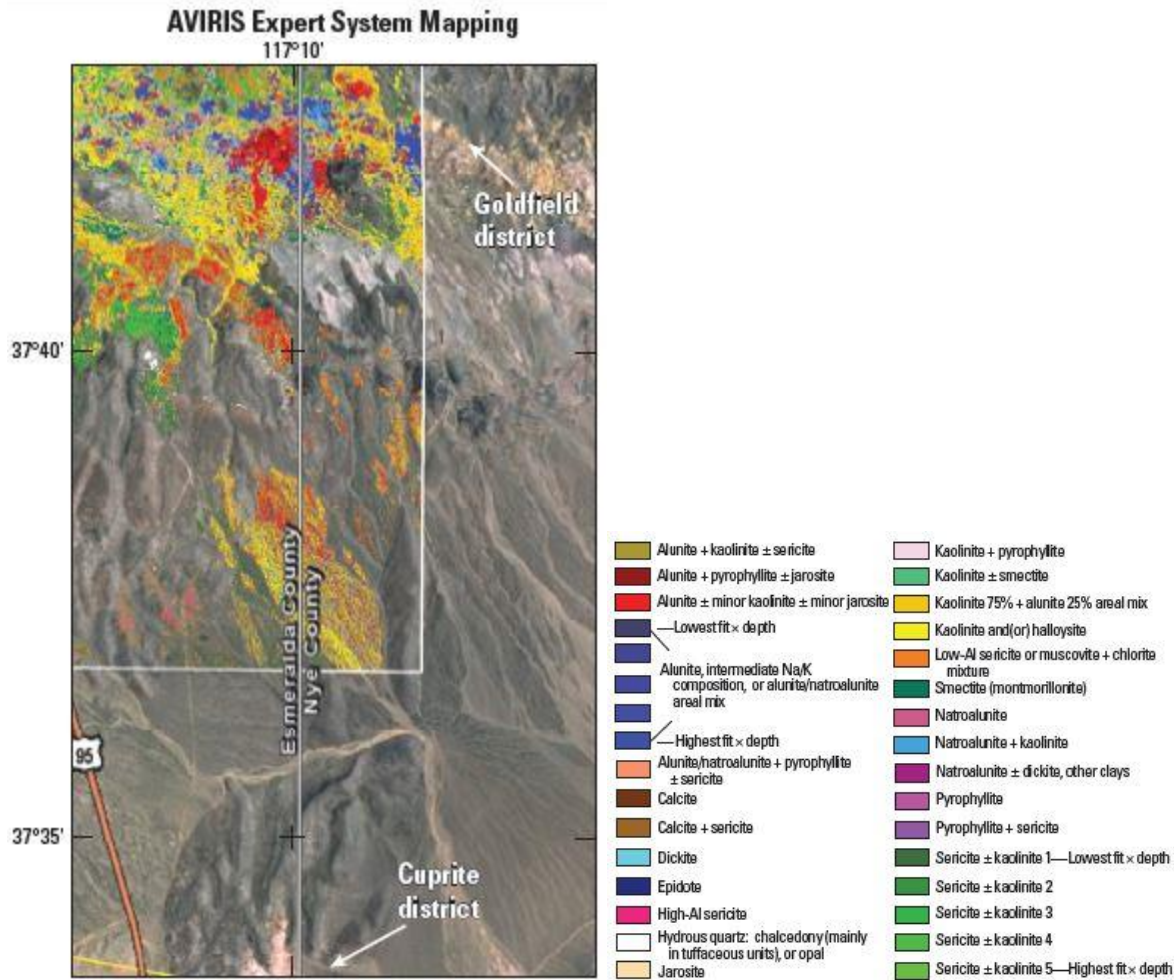 AVIRIS Expert System Mapping
117°10'
Goldfield
district
37°40'
Esmeralda County
Nye County
95
37°35'
Cuprite
district
Alunite + kaolinite ± sericite
Alunite + pyrophyllite ± jarosite
Alunite ± minor kaolinite ± minor jarosite
Lowest fit × depth
Alunite, intermediate Na/K
composition, or alunite/natroalunite
areal mix
Highest fit × depth
Alunite/natroalunite + pyrophyllite
± sericite
Calcite
Calcite + sericite
Dickite
Epidote
High-Al sericite
Hydrous quartz: chalcedony (mainly
in tuffaceous units), or opal
Jarosite
Kaolinite + pyrophyllite
Kaolinite ± smectite
Kaolinite 75% + alunite 25% areal mix
Kaolinite and(or) halloysite
Low-Al sericite or muscovite + chlorite
mixture
Smectite (montmorillonite)
Natroalunite
Natroalunite + kaolinite
Natroalunite ± dickite, other clays
Pyrophyllite
Pyrophyllite + sericite
Sericite ± kaolinite 1—Lowest fit × depth
Sericite ± kaolinite 2
Sericite ± kaolinite 3
Sericite ± kaolinite 4
Sericite ± kaolinite 5—Highest fit × depth